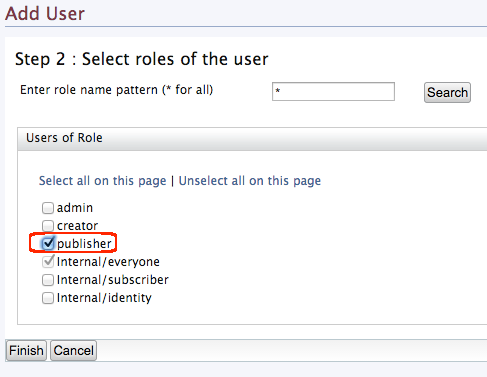 Add User
Step 2 : Select roles of the user
Enter role name pattern (* for all) * Search
Users of Role
Select all on this page | Unselect all on this page
admin
creator
publisher
Internal/everyone
Internal/subscriber
Internal/identity
Finish Cancel